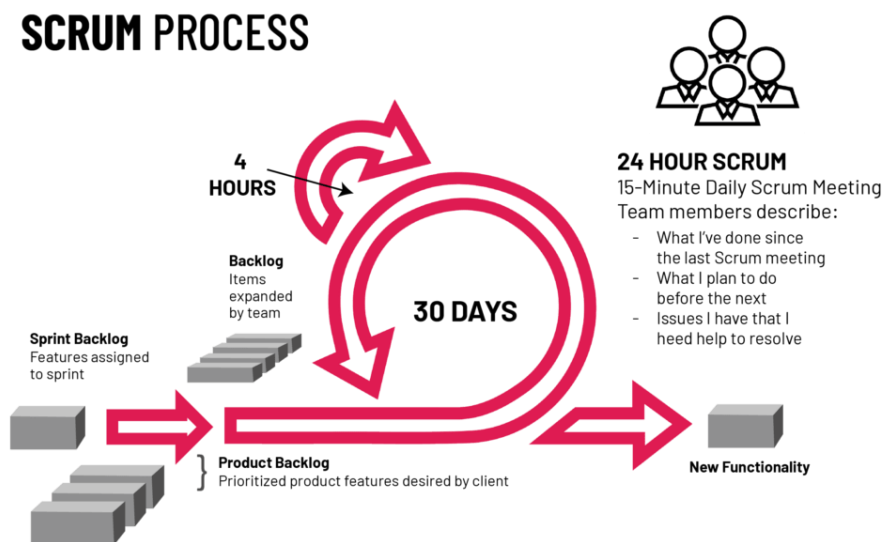 SCRUM PROCESS
4
HOURS
24 HOUR SCRUM
15-Minute Daily Scrum Meeting
Team members describe:
- What I've done since
the last Scrum meeting
- What I plan to do
before the next
- Issues I have that I
heed help to resolve
Backlog
Items
expanded
by team
30 DAYS
Sprint Backlog
Features assigned
to sprint
Product Backlog
Prioritized product features desired by client
New Functionality